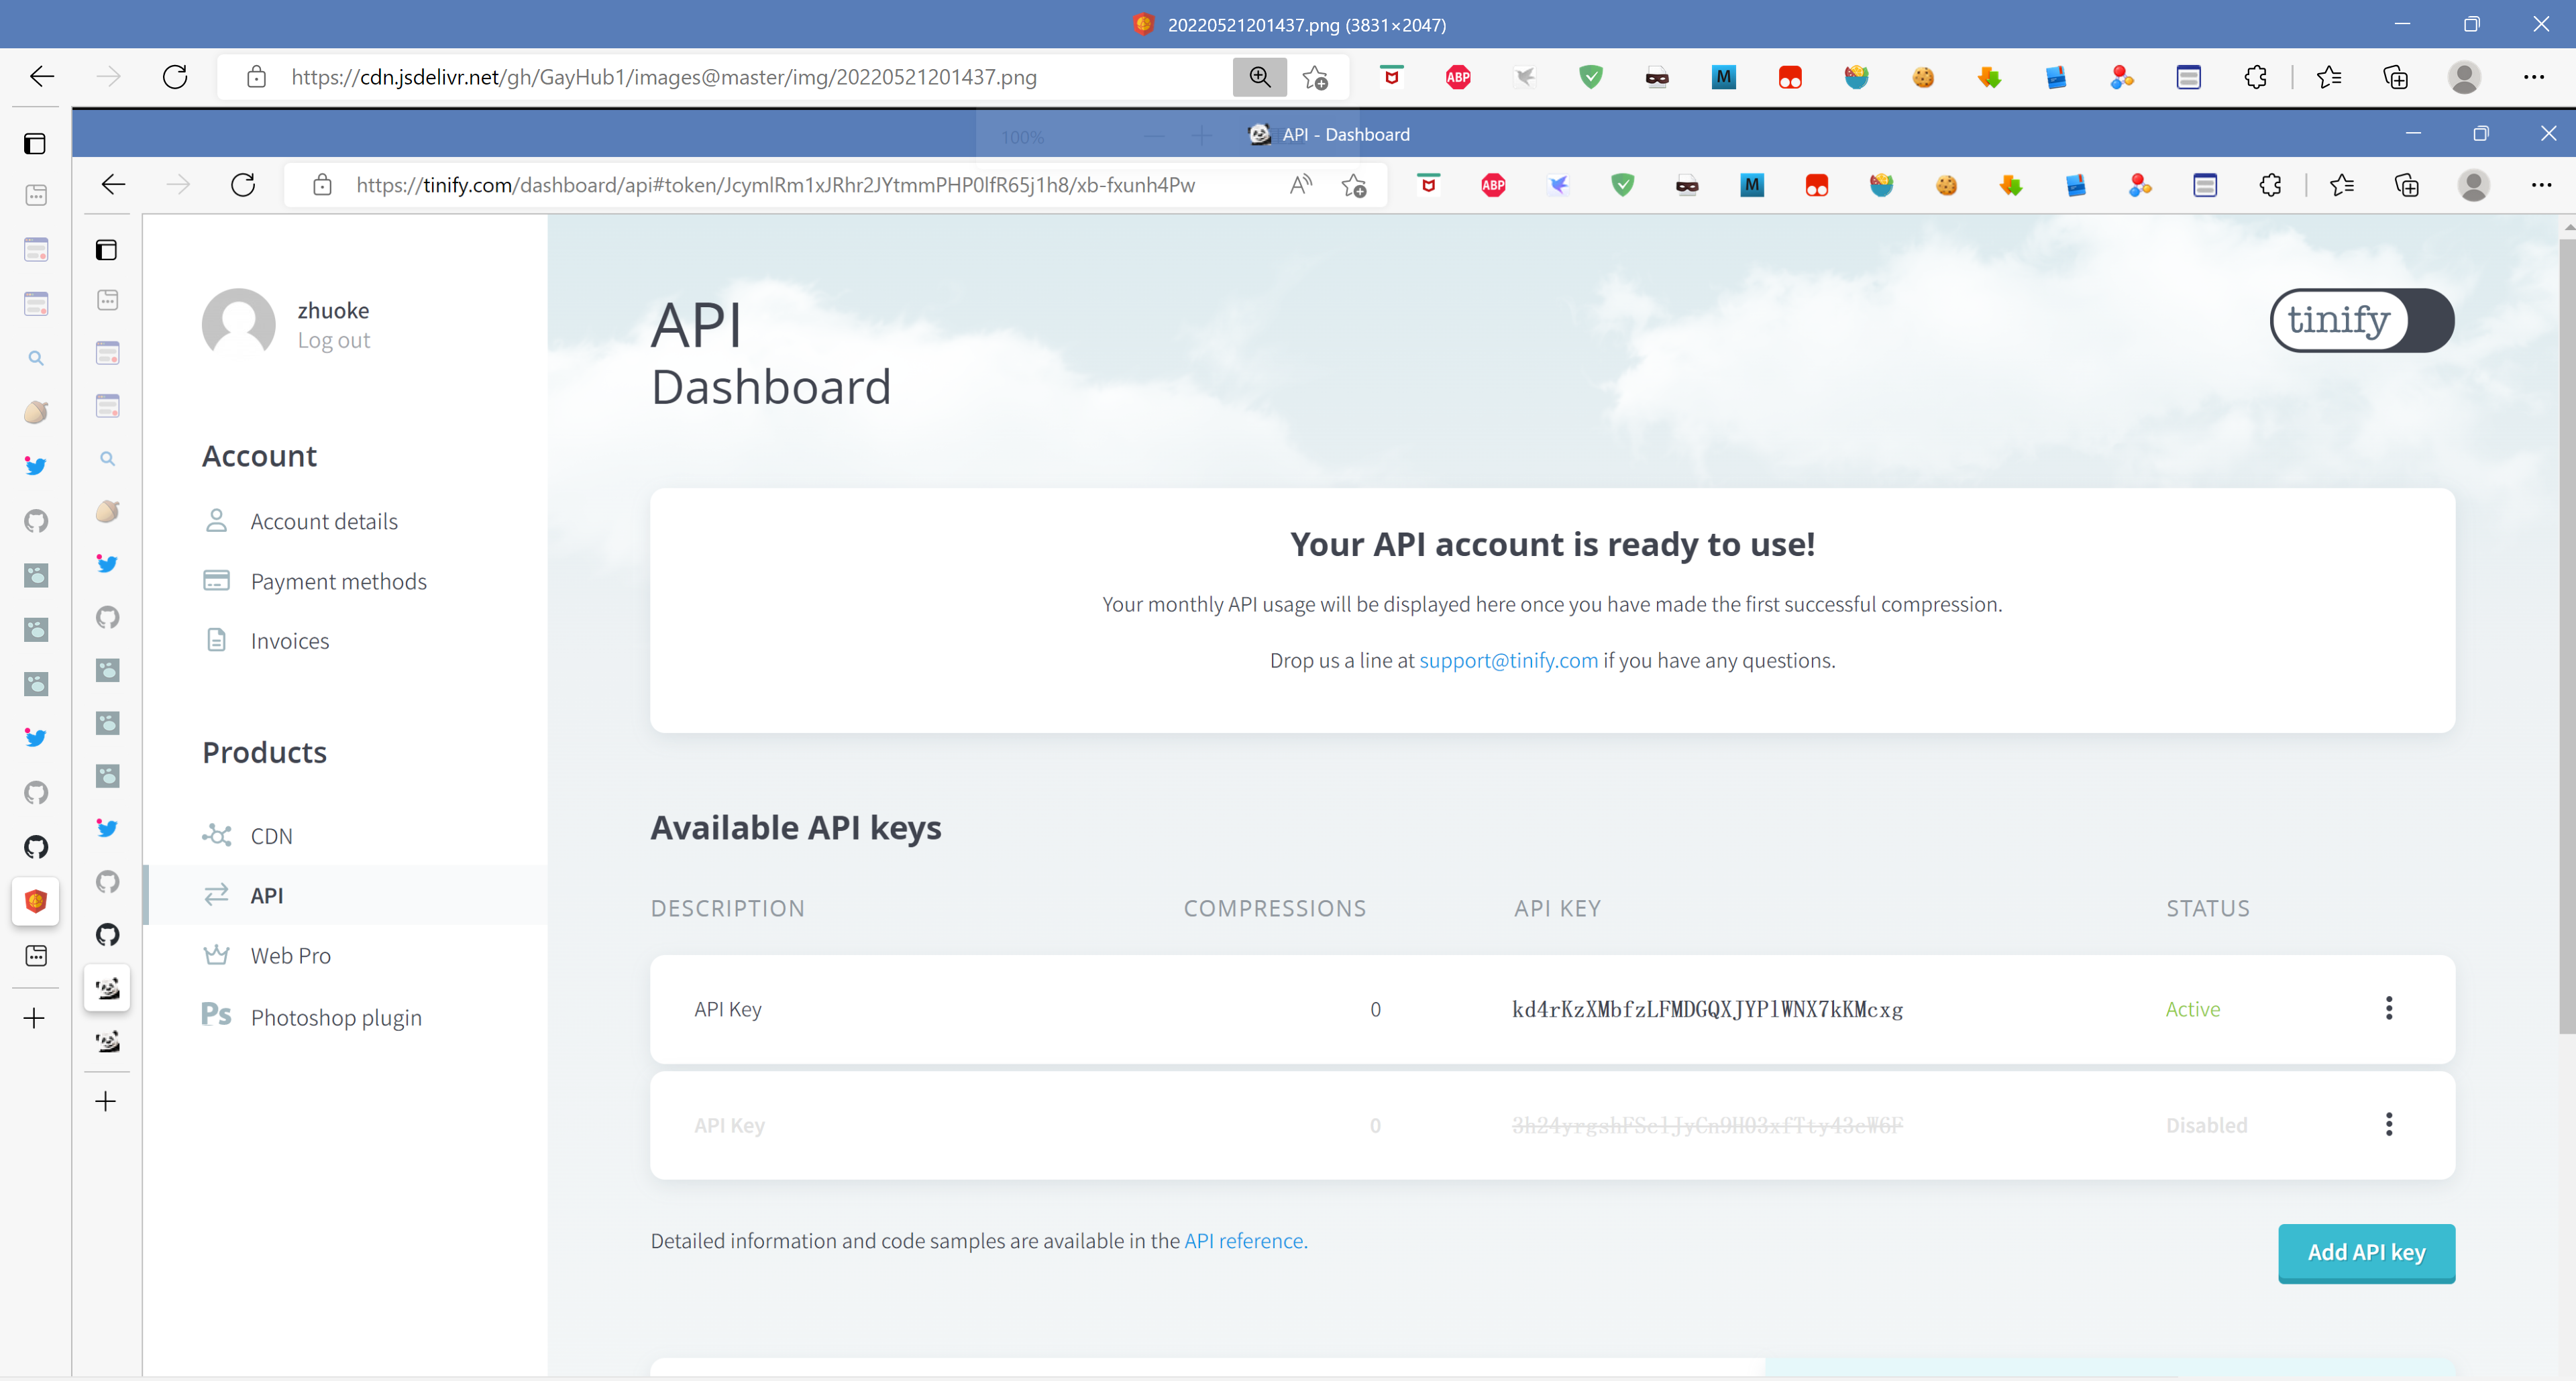 20220521201437.png (3831×2047)
https://cdn.jsdelivr.net/gh/GayHub1/images@master/img/20220521201437.png
100%
API - Dashboard
https://tinify.com/dashboard/api#token/JcymlRm1xJRhr2JYtmmPHP0lfR65j1h8/xb-fxunh4Pw
zhuoke
Log out
API
Dashboard
tinify
Account
Account details
Payment methods
Invoices
Your API account is ready to use!
Your monthly API usage will be displayed here once you have made the first successful compression.
Drop us a line at support@tinify.com if you have any questions.
Products
CDN
API
Web Pro
Ps Photoshop plugin
Available API keys
DESCRIPTION COMPRESSIONS API KEY STATUS
API Key 0 kd4rKzXMbfzLFMDGQXJYPlWNX7kKMcxg Active
API Key 0 Disabled
Detailed information and code samples are available in the API reference.
Add API key